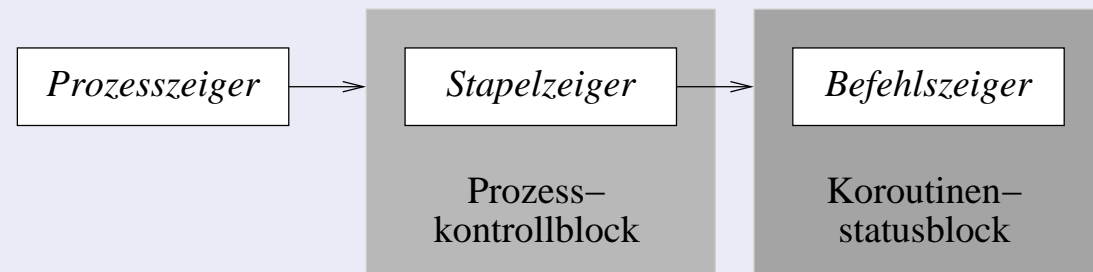 Prozesszeiger
Stapelzeiger
Befehlszeiger
Prozess−
kontrollblock
Koroutinen−
statusblock